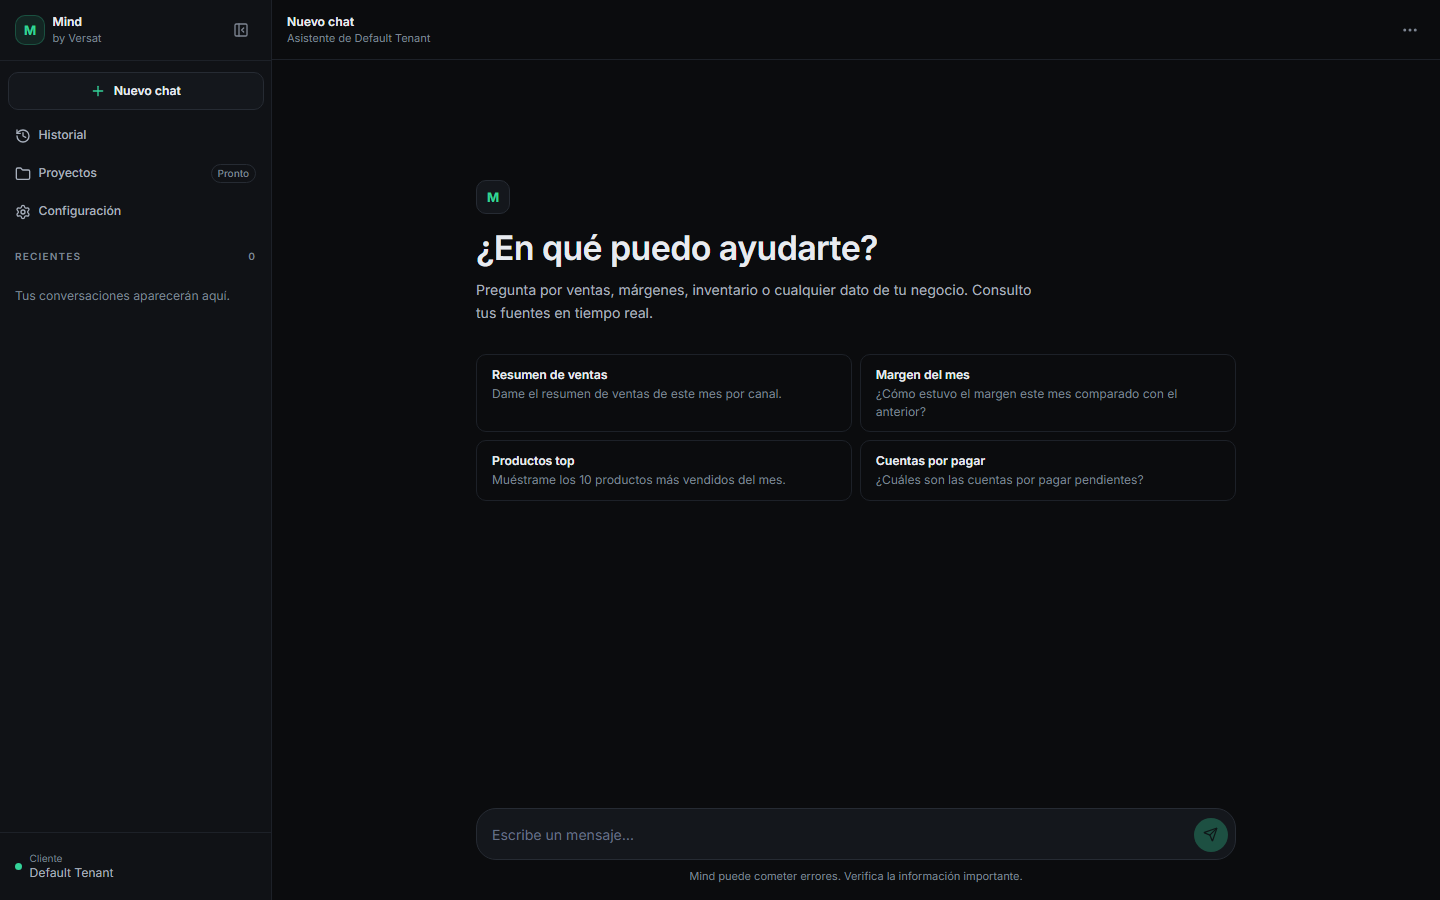 M
Mind
by Versat
Nuevo chat
Historial
Proyectos
Pronto
Configuración
RECIENTES
0
Tus conversaciones aparecerán aquí.
Cliente
Default Tenant
Nuevo chat
Asistente de Default Tenant
M
¿En qué puedo ayudarte?
Pregunta por ventas, márgenes, inventario o cualquier dato de tu negocio. Consulto
tus fuentes en tiempo real.
Resumen de ventas
Dame el resumen de ventas de este mes por canal.
Margen del mes
¿Cómo estuvo el margen este mes comparado con el
anterior?
Productos top
Muéstrame los 10 productos más vendidos del mes.
Cuentas por pagar
¿Cuáles son las cuentas por pagar pendientes?
Escribe un mensaje...
Mind puede cometer errores. Verifica la información importante.